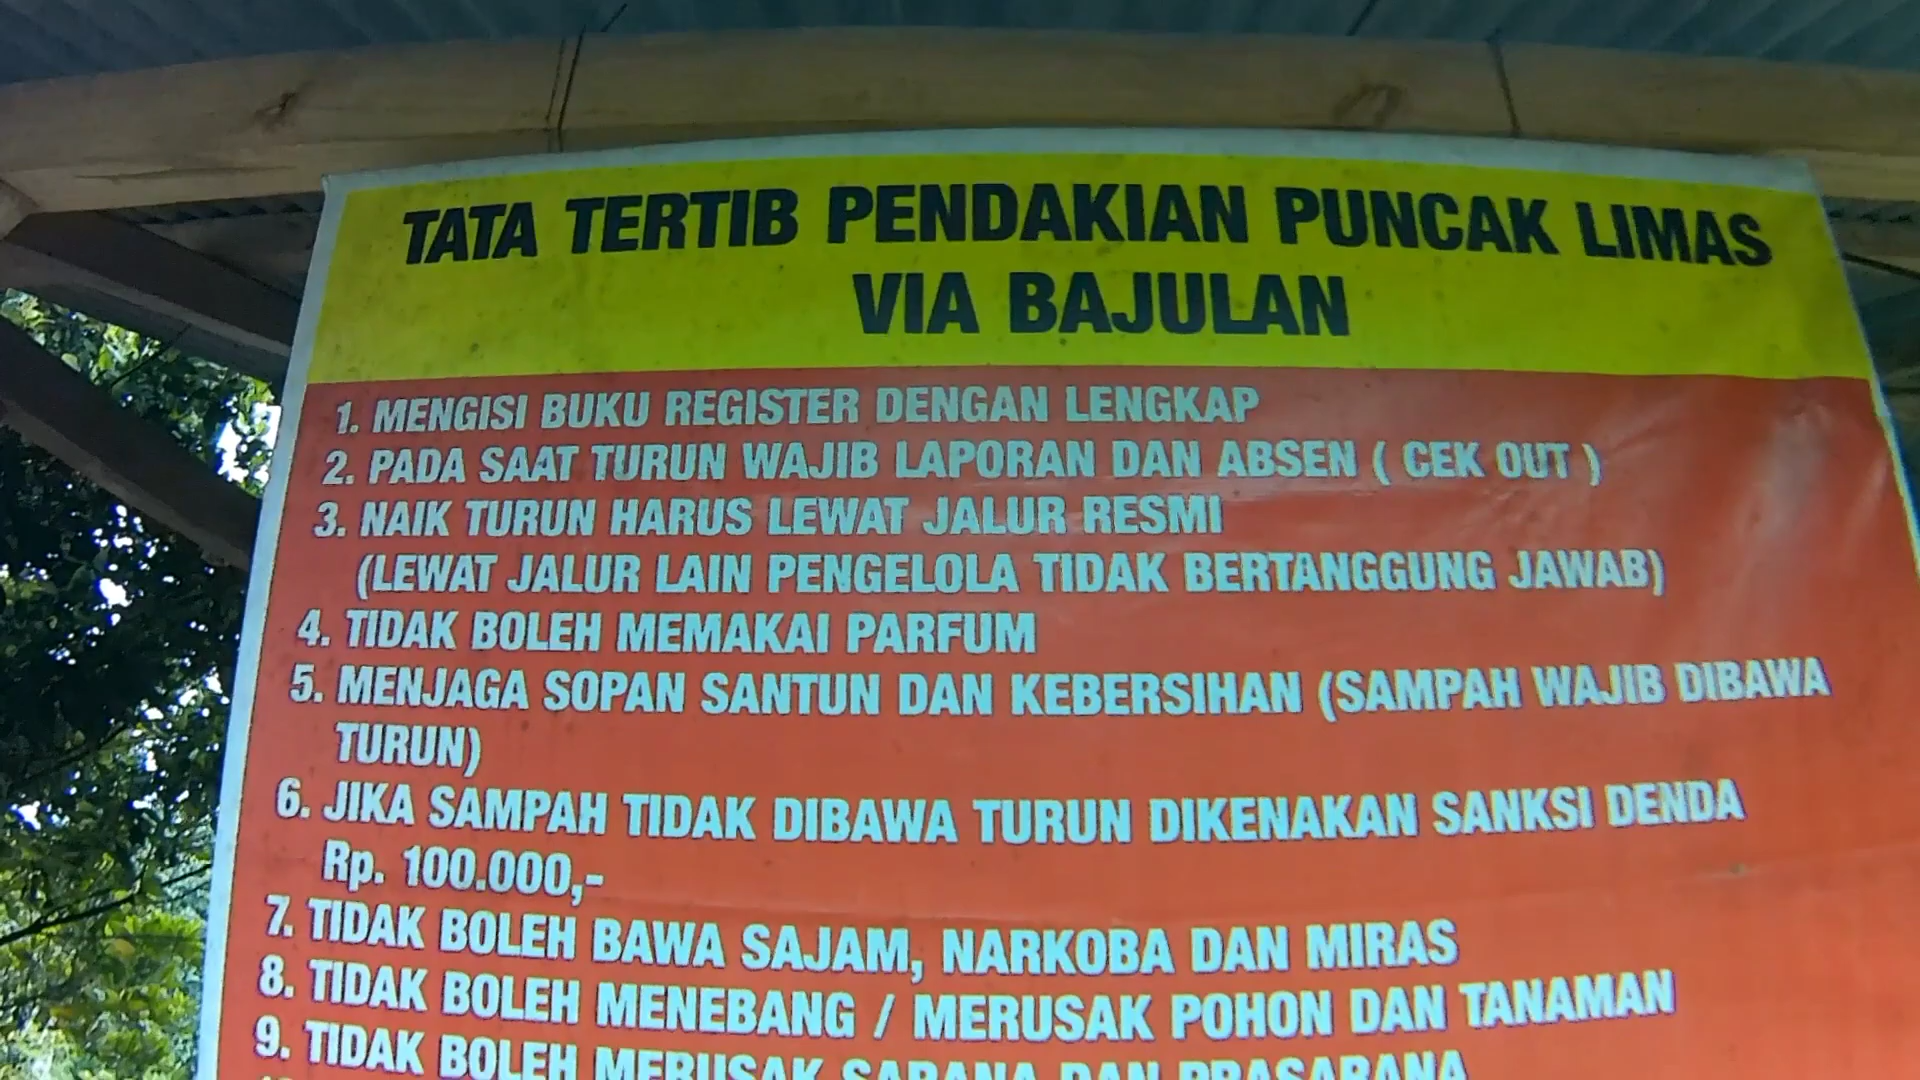 TATA TERTIB PENDAKIAN PUNCAK LIMAS
VIA BAJULAN
1. MENGISI BUKU REGISTER DENGAN LENGKAP
2. PADA SAAT TURUN WAJIB LAPORAN DAN ABSEN ( CEK OUT )
3. NAIK TURUN HARUS LEWAT JALUR RESMI
(LEWAT JALUR LAIN PENGELOLA TIDAK BERTANGGUNG JAWAB)
4. TIDAK BOLEH MEMAKAI PARFUM
5. MENJAGA SOPAN SANTUN DAN KEBERSIHAN (SAMPAH WAJIB DIBAWA
TURUN)
6. JIKA SAMPAH TIDAK DIBAWA TURUN DIKENAKAN SANKSI DENDA
Rp. 100.000,-
7. TIDAK BOLEH BAWA SAJAM, NARKOBA DAN MIRAS
8. TIDAK BOLEH MENEBANG / MERUSAK POHON DAN TANAMAN
9. TIDAK BOLEH MERUSAK SARANA DAN PRASARANA